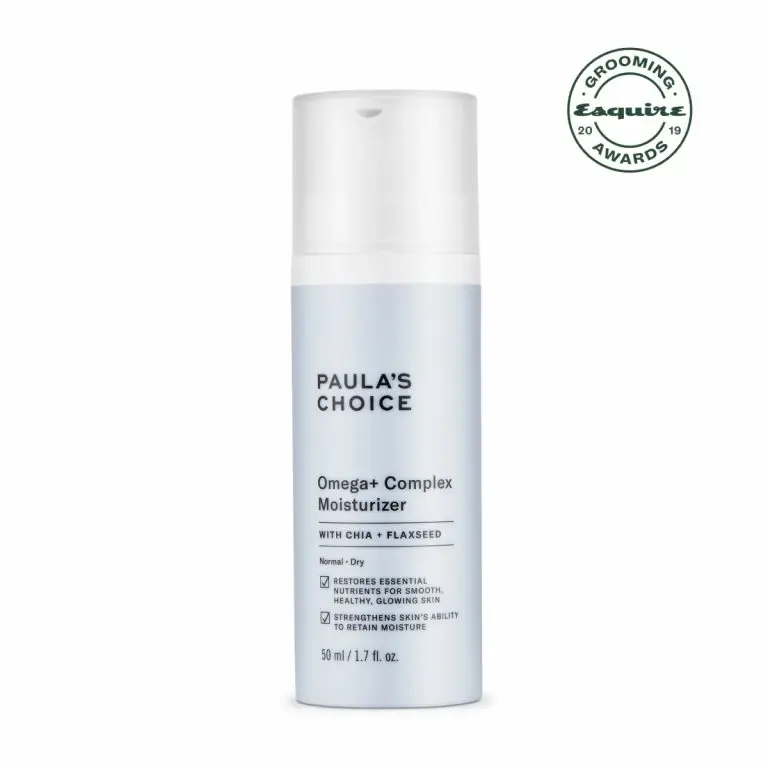 GROOMING
Esquire
20 19
AWARDS
PAULA'S
CHOICE
Omega+ Complex
Moisturizer
WITH CHIA + FLAXSEED
Normal • Dry
RESTORES ESSENTIAL
NUTRIENTS FOR SMOOTH,
HEALTHY, GLOWING SKIN
STRENGTHENS SKIN'S ABILITY
TO RETAIN MOISTURE
50 ml / 1.7 fl. oz.